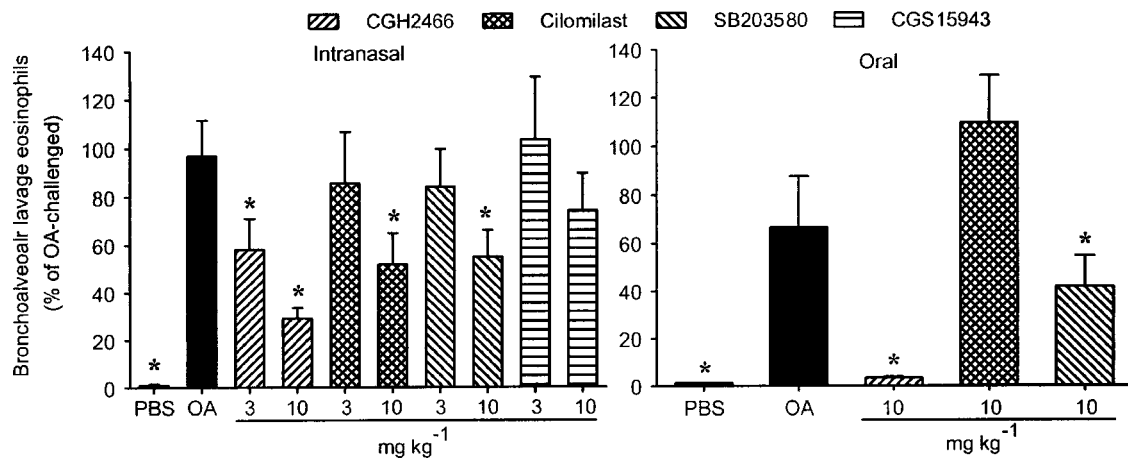 CGH2466 Cilomilast SB203580 CGS15943
Bronchoalveoalr lavage eosinophils
(% of OA-challenged)
Intranasal
140
120
100
80
60
40
20
0
* * * * *
PBS OA 3 10 3 10 3 10 3 10
mg kg-1
Oral
140
120
100
80
60
40
20
0
* * *
PBS OA 10 10 10
mg kg-1